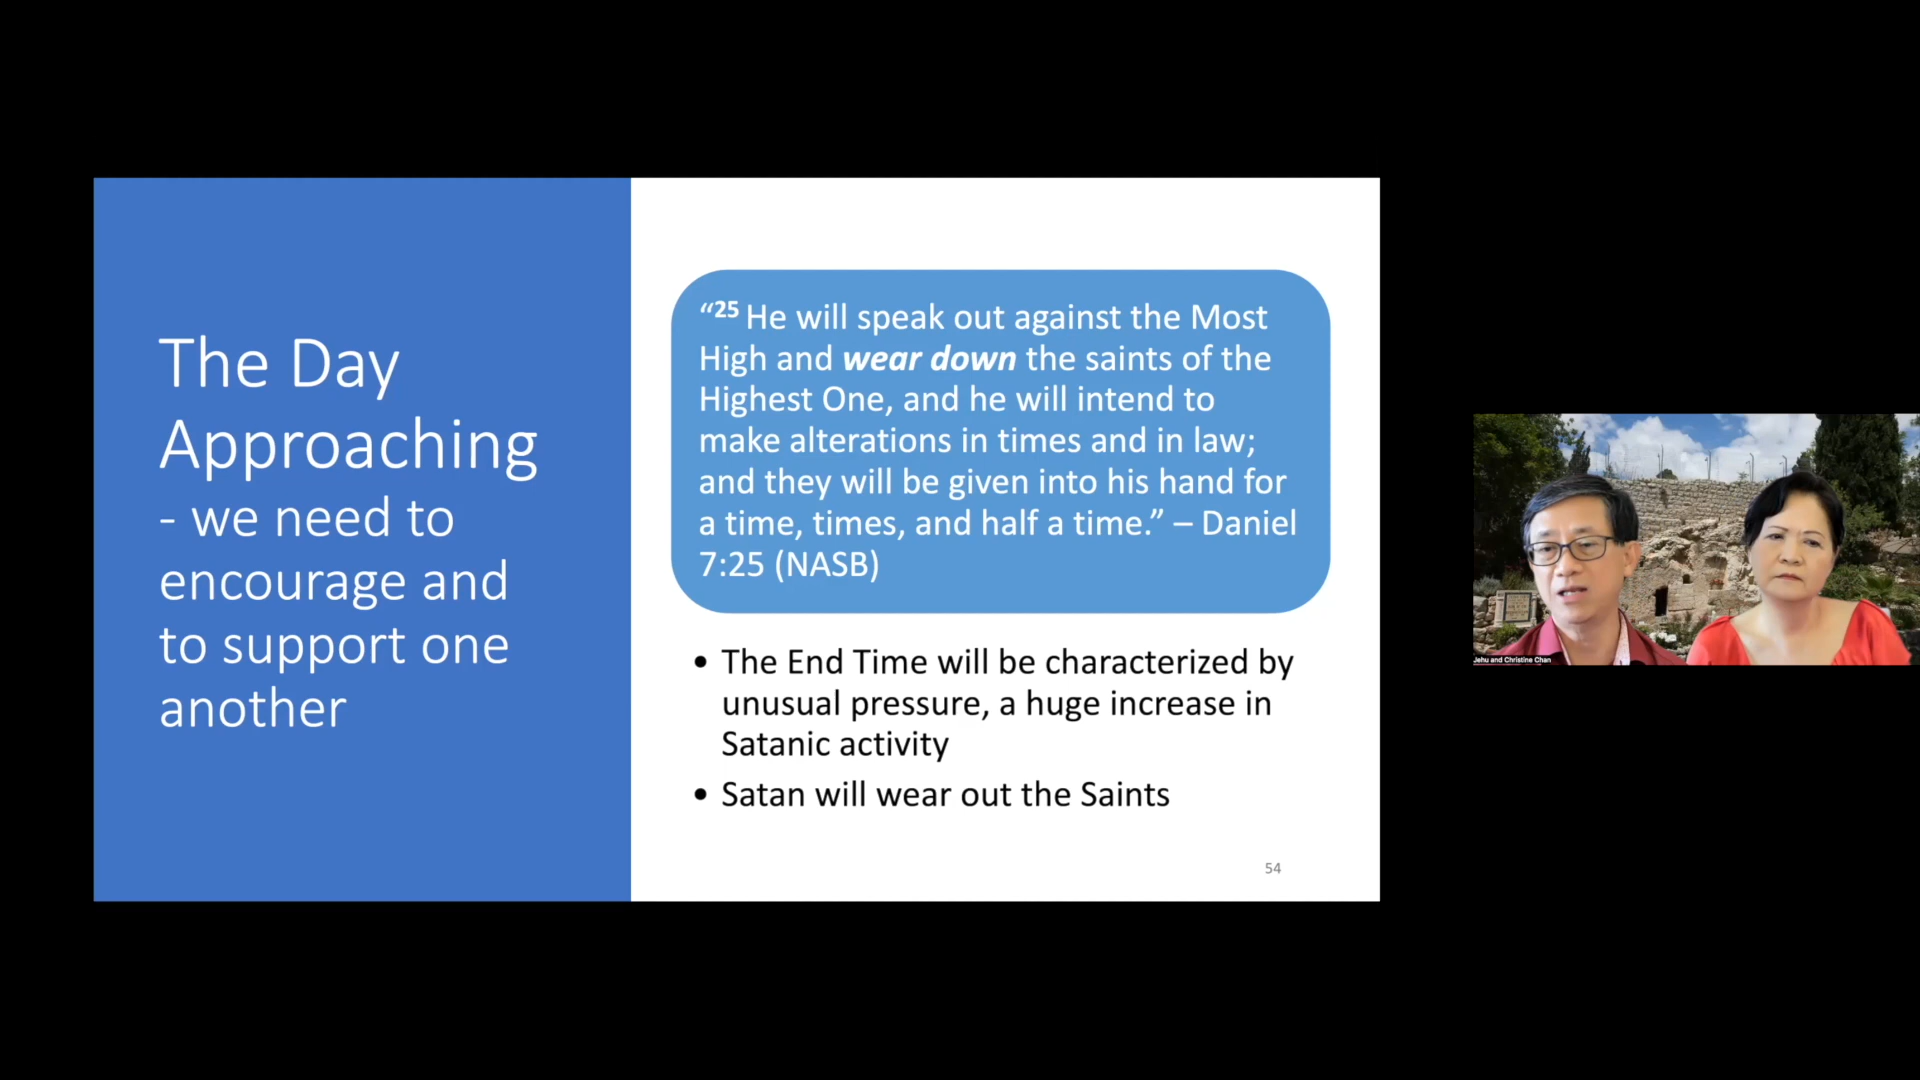 The Day
Approaching
- we need to
encourage and
to support one
another
“25 He will speak out against the Most
High and wear down the saints of the
Highest One, and he will intend to
make alterations in times and in law;
and they will be given into his hand for
a time, times, and half a time.” – Daniel
7:25 (NASB)
• The End Time will be characterized by
unusual pressure, a huge increase in
Satanic activity
• Satan will wear out the Saints
54
Jehu and Christine Chan